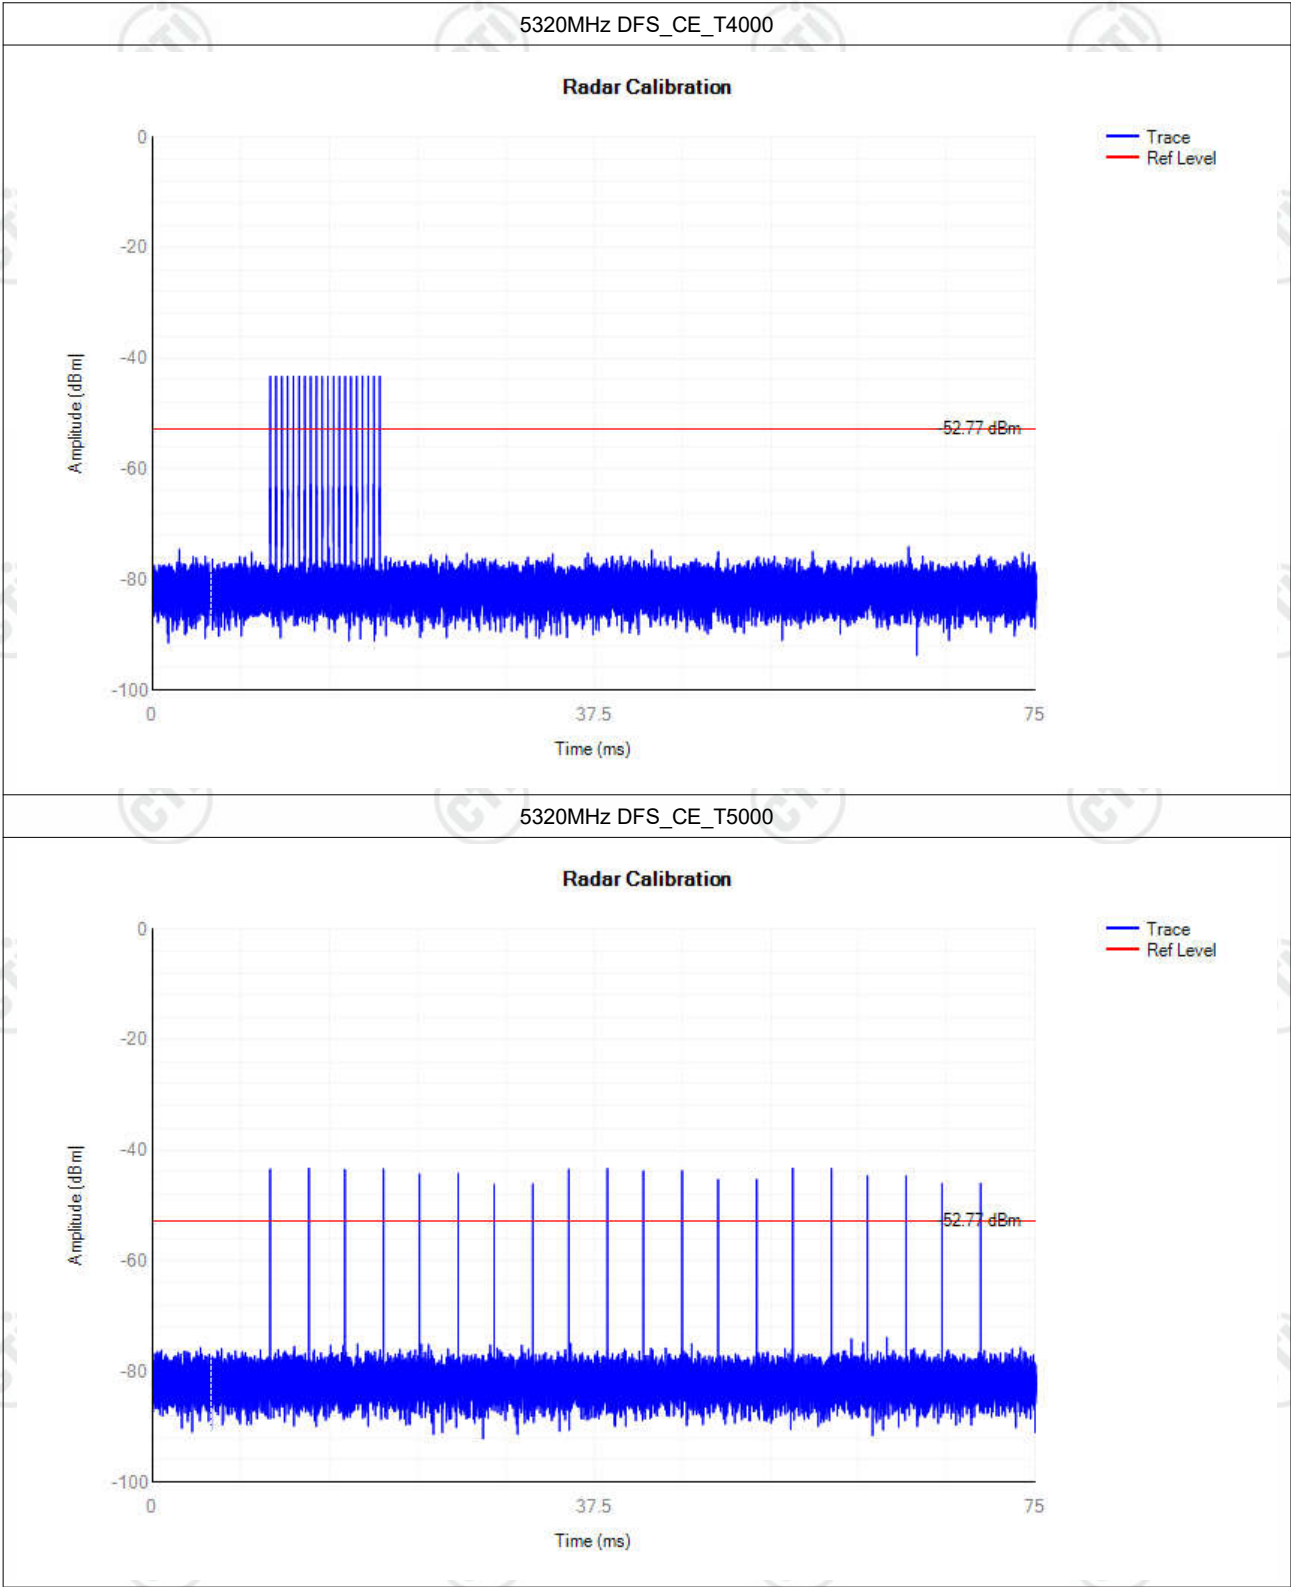 5320MHz DFS_CE_T4000
Radar Calibration
0
Trace
Ref Level
-20
-40
Amplitude [dBm]
-52.77 dBm
-60
-80
-100
0
37.5
75
Time (ms)
5320MHz DFS_CE_T5000
Radar Calibration
0
Trace
Ref Level
-20
-40
Amplitude [dBm]
-52.77 dBm
-60
-80
-100
0
37.5
75
Time (ms)